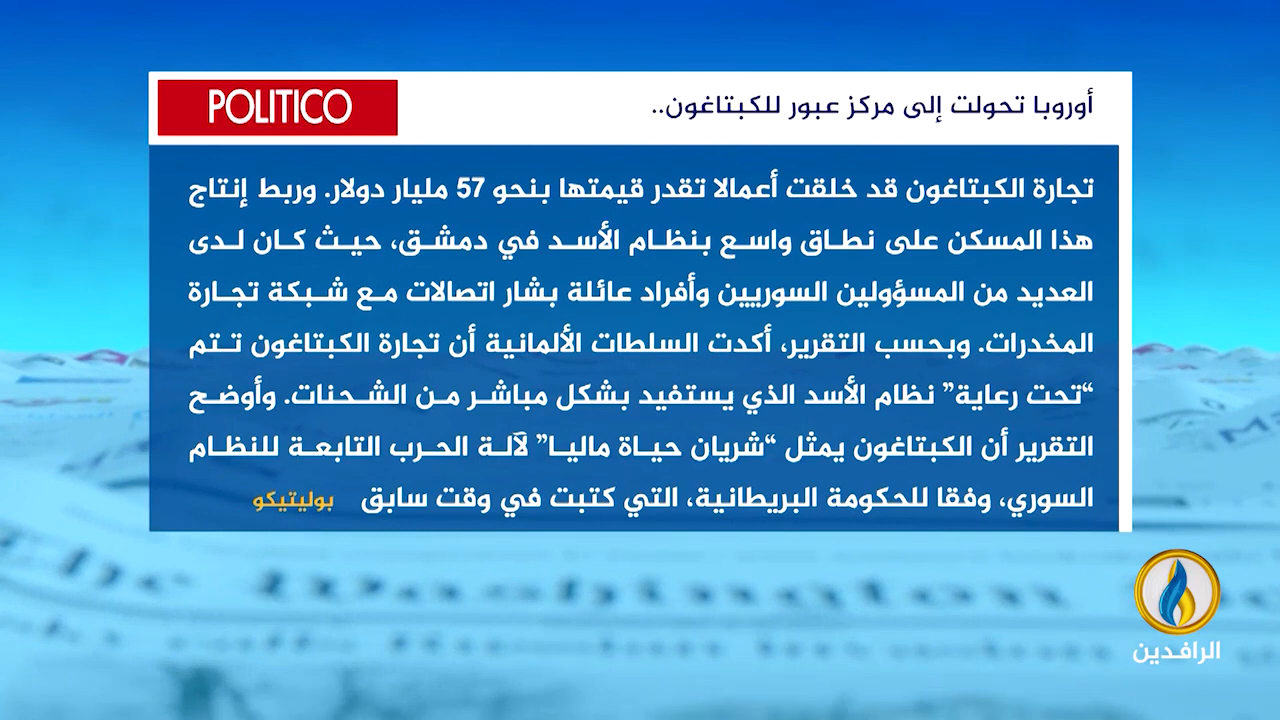 POLITICO
أوروبا تحولت إلى مركز عبور للكبتاغون..
تجارة الكبتاغون قد خلقت أعمالا تقدر قيمتها بنحو 57 مليار دولار. وربط إنتاج
هذا المسكن على نطاق واسع بنظام الأسد في دمشق، حيث كان لدى
العديد من المسؤولين السوريين وأفراد عائلة بشار اتصالات مع شبكة تجارة
المخدرات. وبحسب التقرير، أكدت السلطات الألمانية أن تجارة الكبتاغون تتم
“تحت رعاية” نظام الأسد الذي يستفيد بشكل مباشر من الشحنات. وأوضح
التقرير أن الكبتاغون يمثل “شريان حياة ماليا” لآلة الحرب التابعة للنظام
السوري، وفقا للحكومة البريطانية، التي كتبت في وقت سابق بوليتيكو
الرافدين